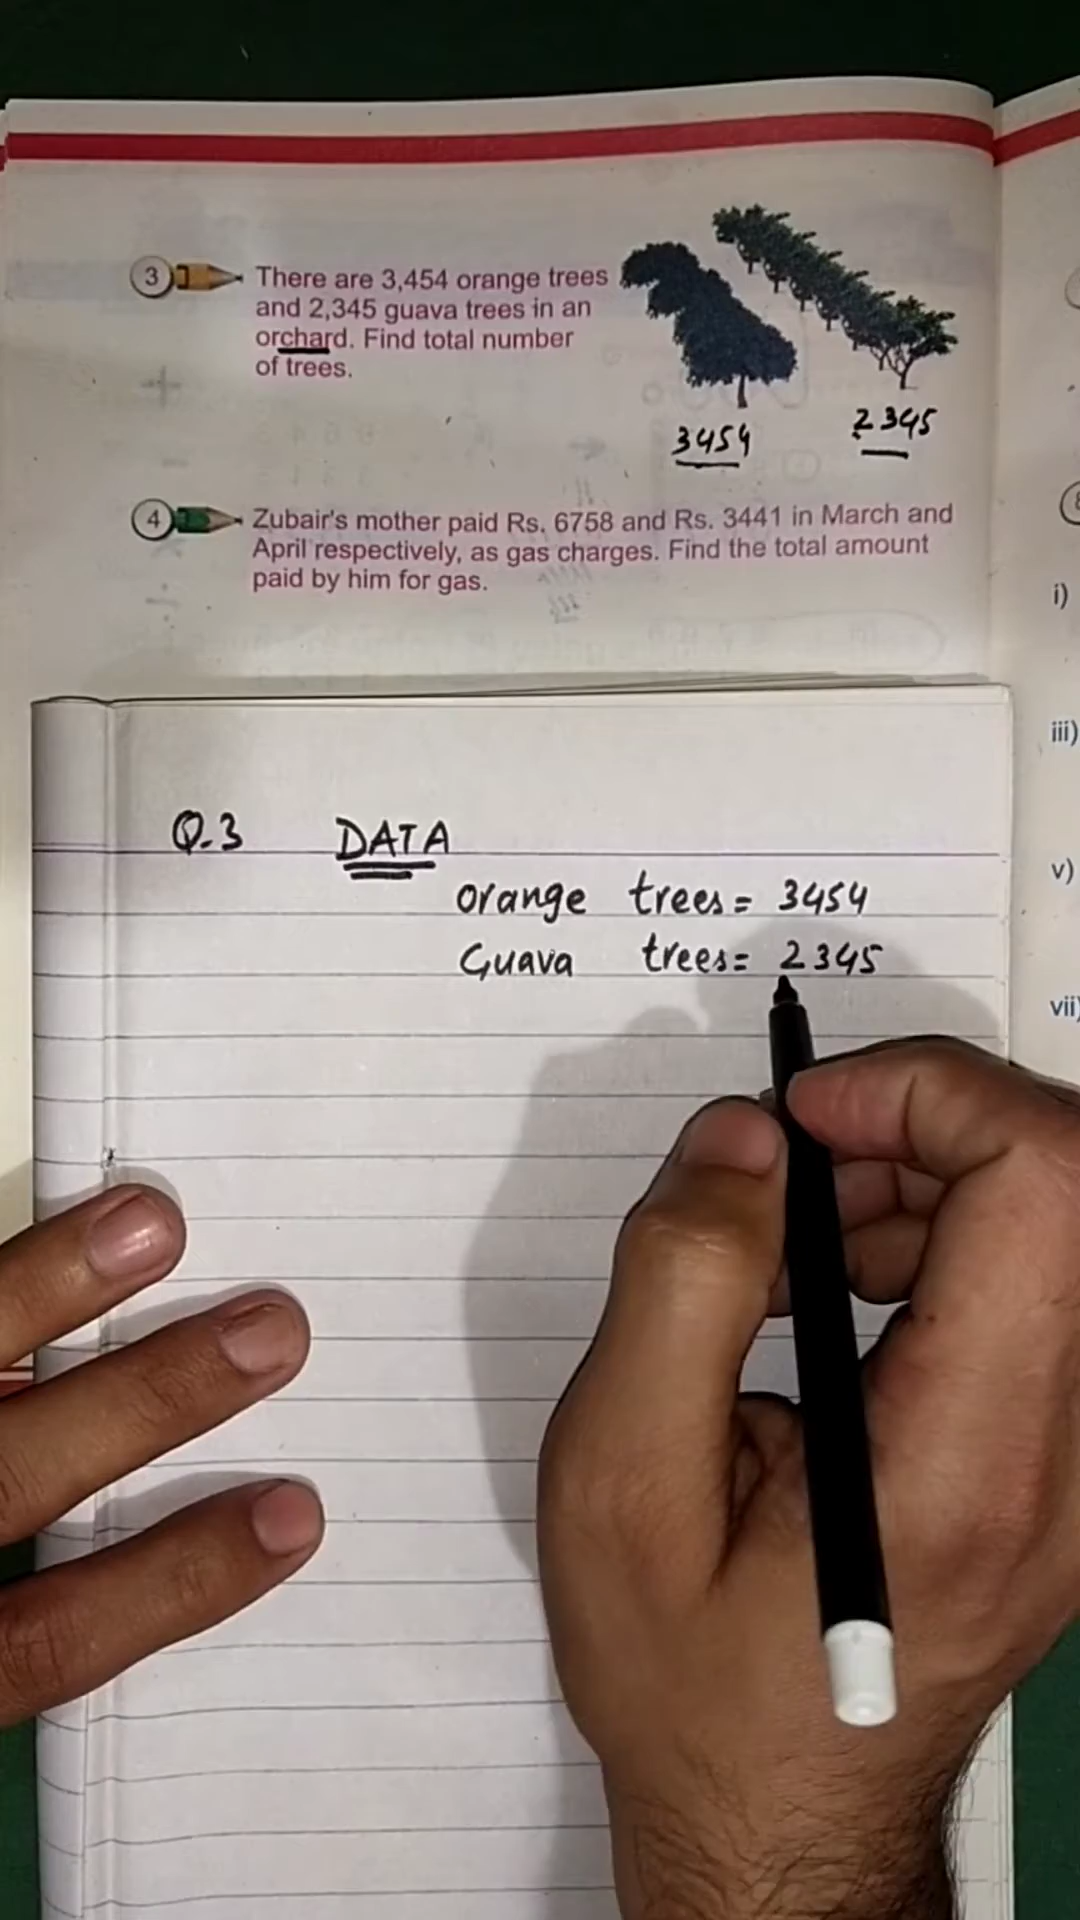 3
There are 3,454 orange trees
and 2,345 guava trees in an
orchard. Find total number
of trees.
3454
2345
4
Zubair's mother paid Rs. 6758 and Rs. 3441 in March and
April respectively, as gas charges. Find the total amount
paid by him for gas.
i)
iii)
v)
vii)
Q.3 DATA
orange trees = 3454
Guava trees = 2345